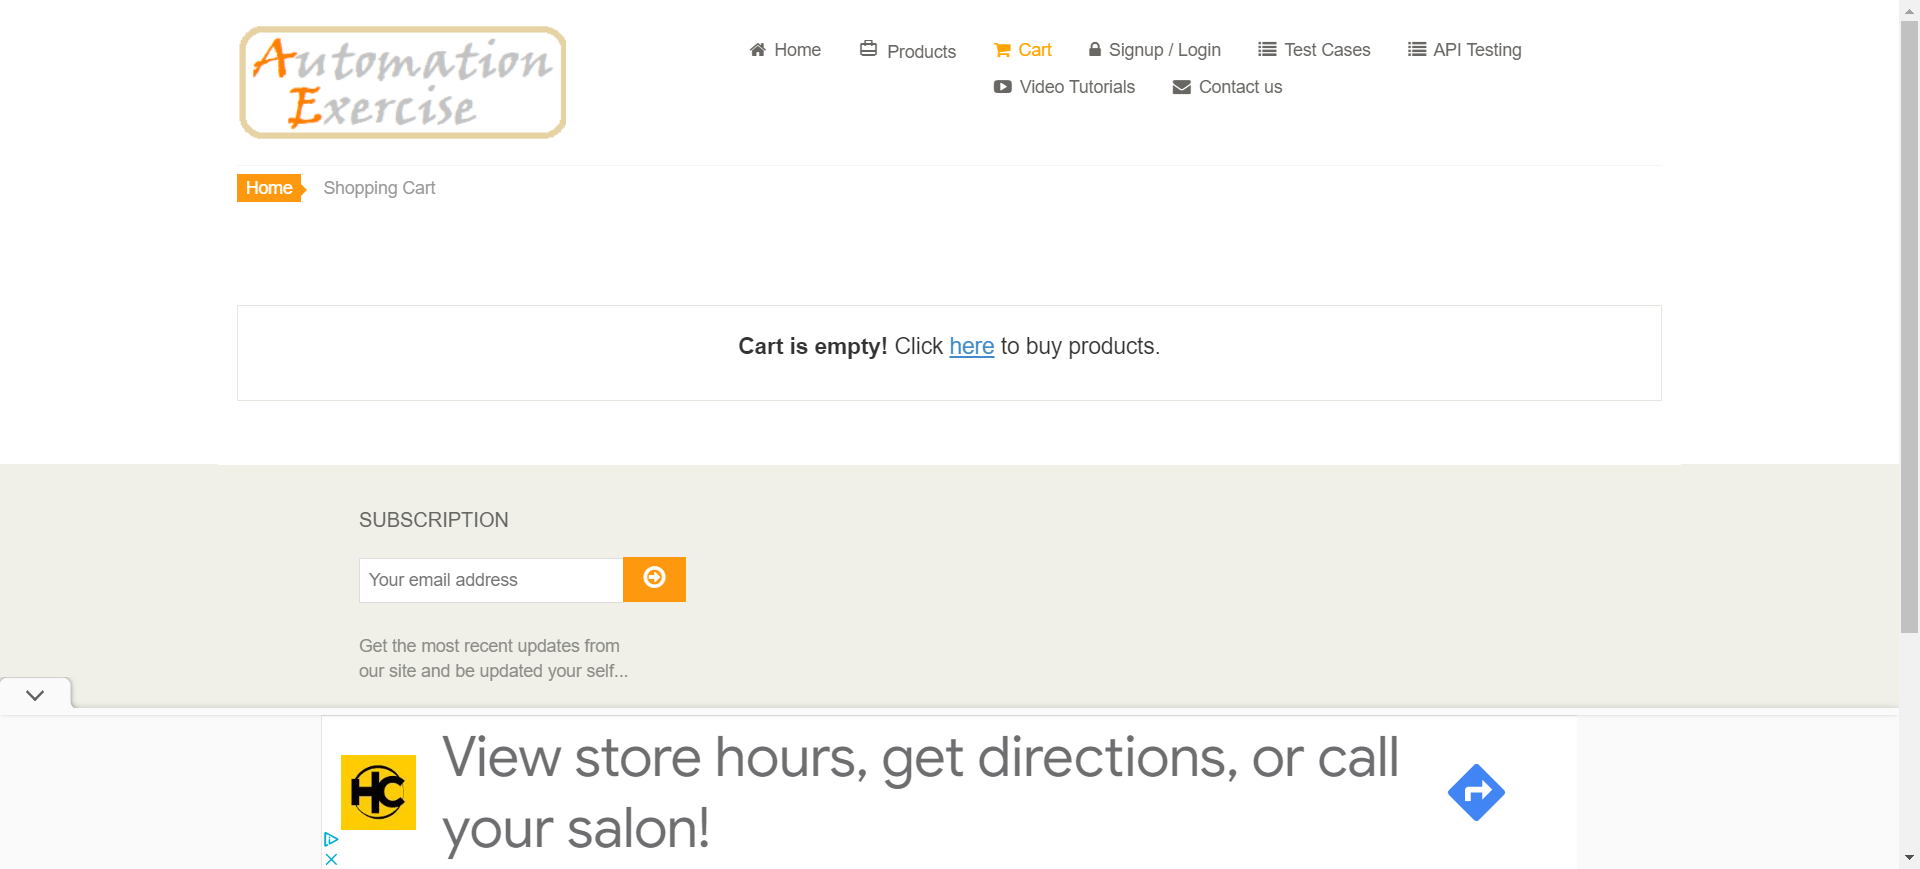 Automation
Exercise
Home Products Cart Signup / Login Test Cases API Testing
Video Tutorials Contact us
Home Shopping Cart
Cart is empty! Click here to buy products.
SUBSCRIPTION
Your email address
Get the most recent updates from
our site and be updated your self...
HC
View store hours, get directions, or call
your salon!